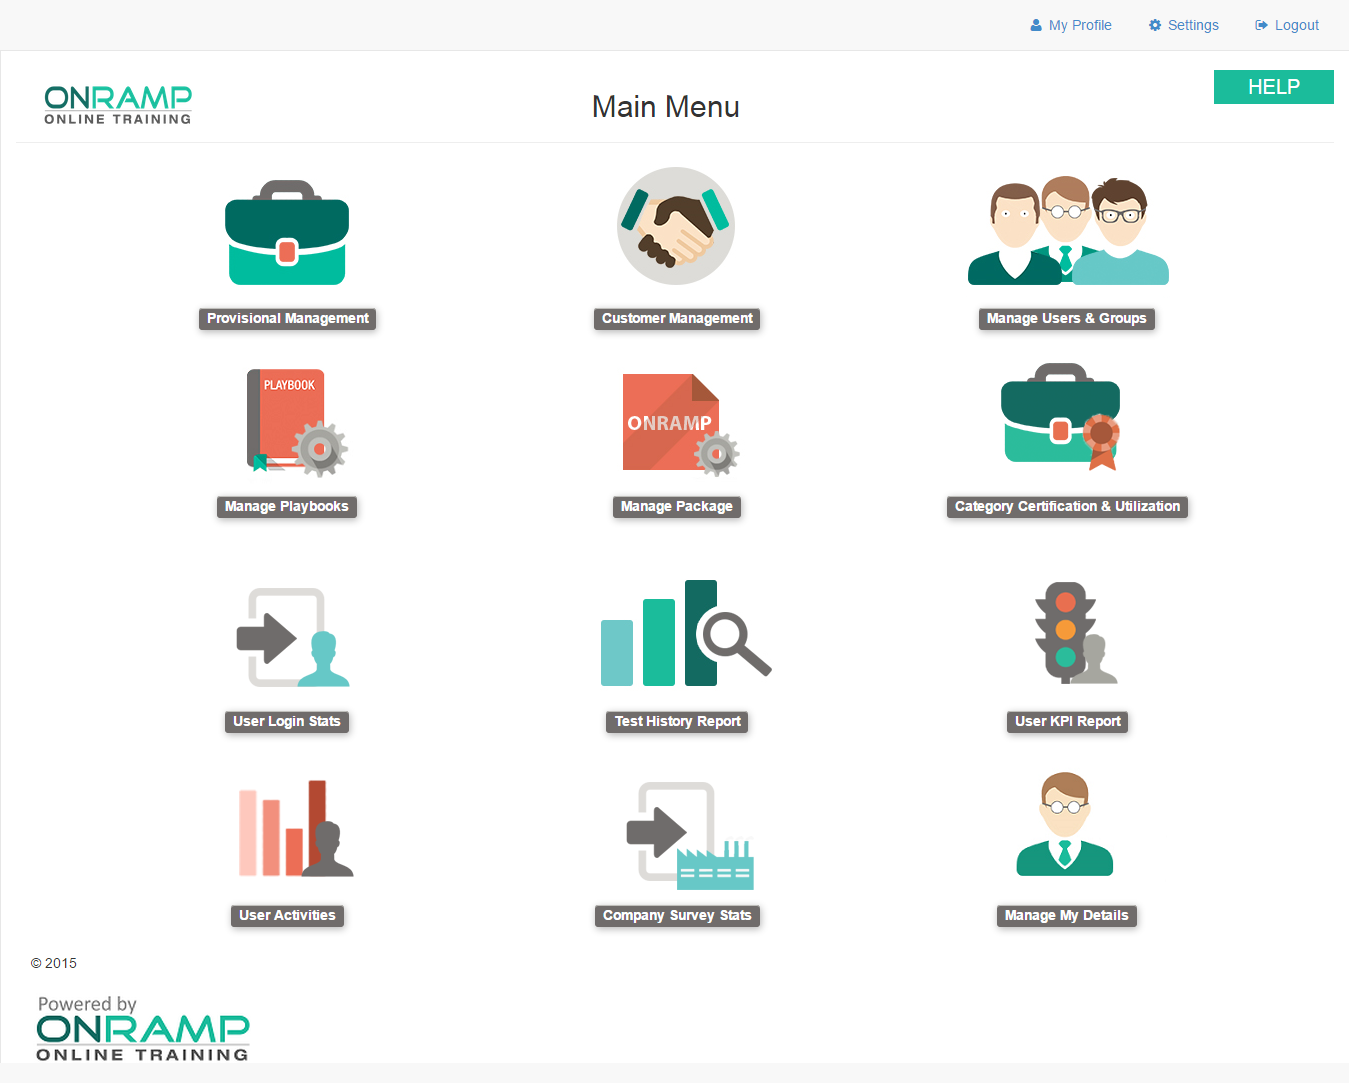 My Profile Settings Logout
HELP
ONRAMP
ONLINE TRAINING
Main Menu
Provisional Management
Customer Management
Manage Users & Groups
PLAYBOOK
ONRAMP
Manage Playbooks
Manage Package
Category Certification & Utilization
User Login Stats
Test History Report
User KPI Report
User Activities
Company Survey Stats
Manage My Details
© 2015
Powered by
ONRAMP
ONLINE TRAINING